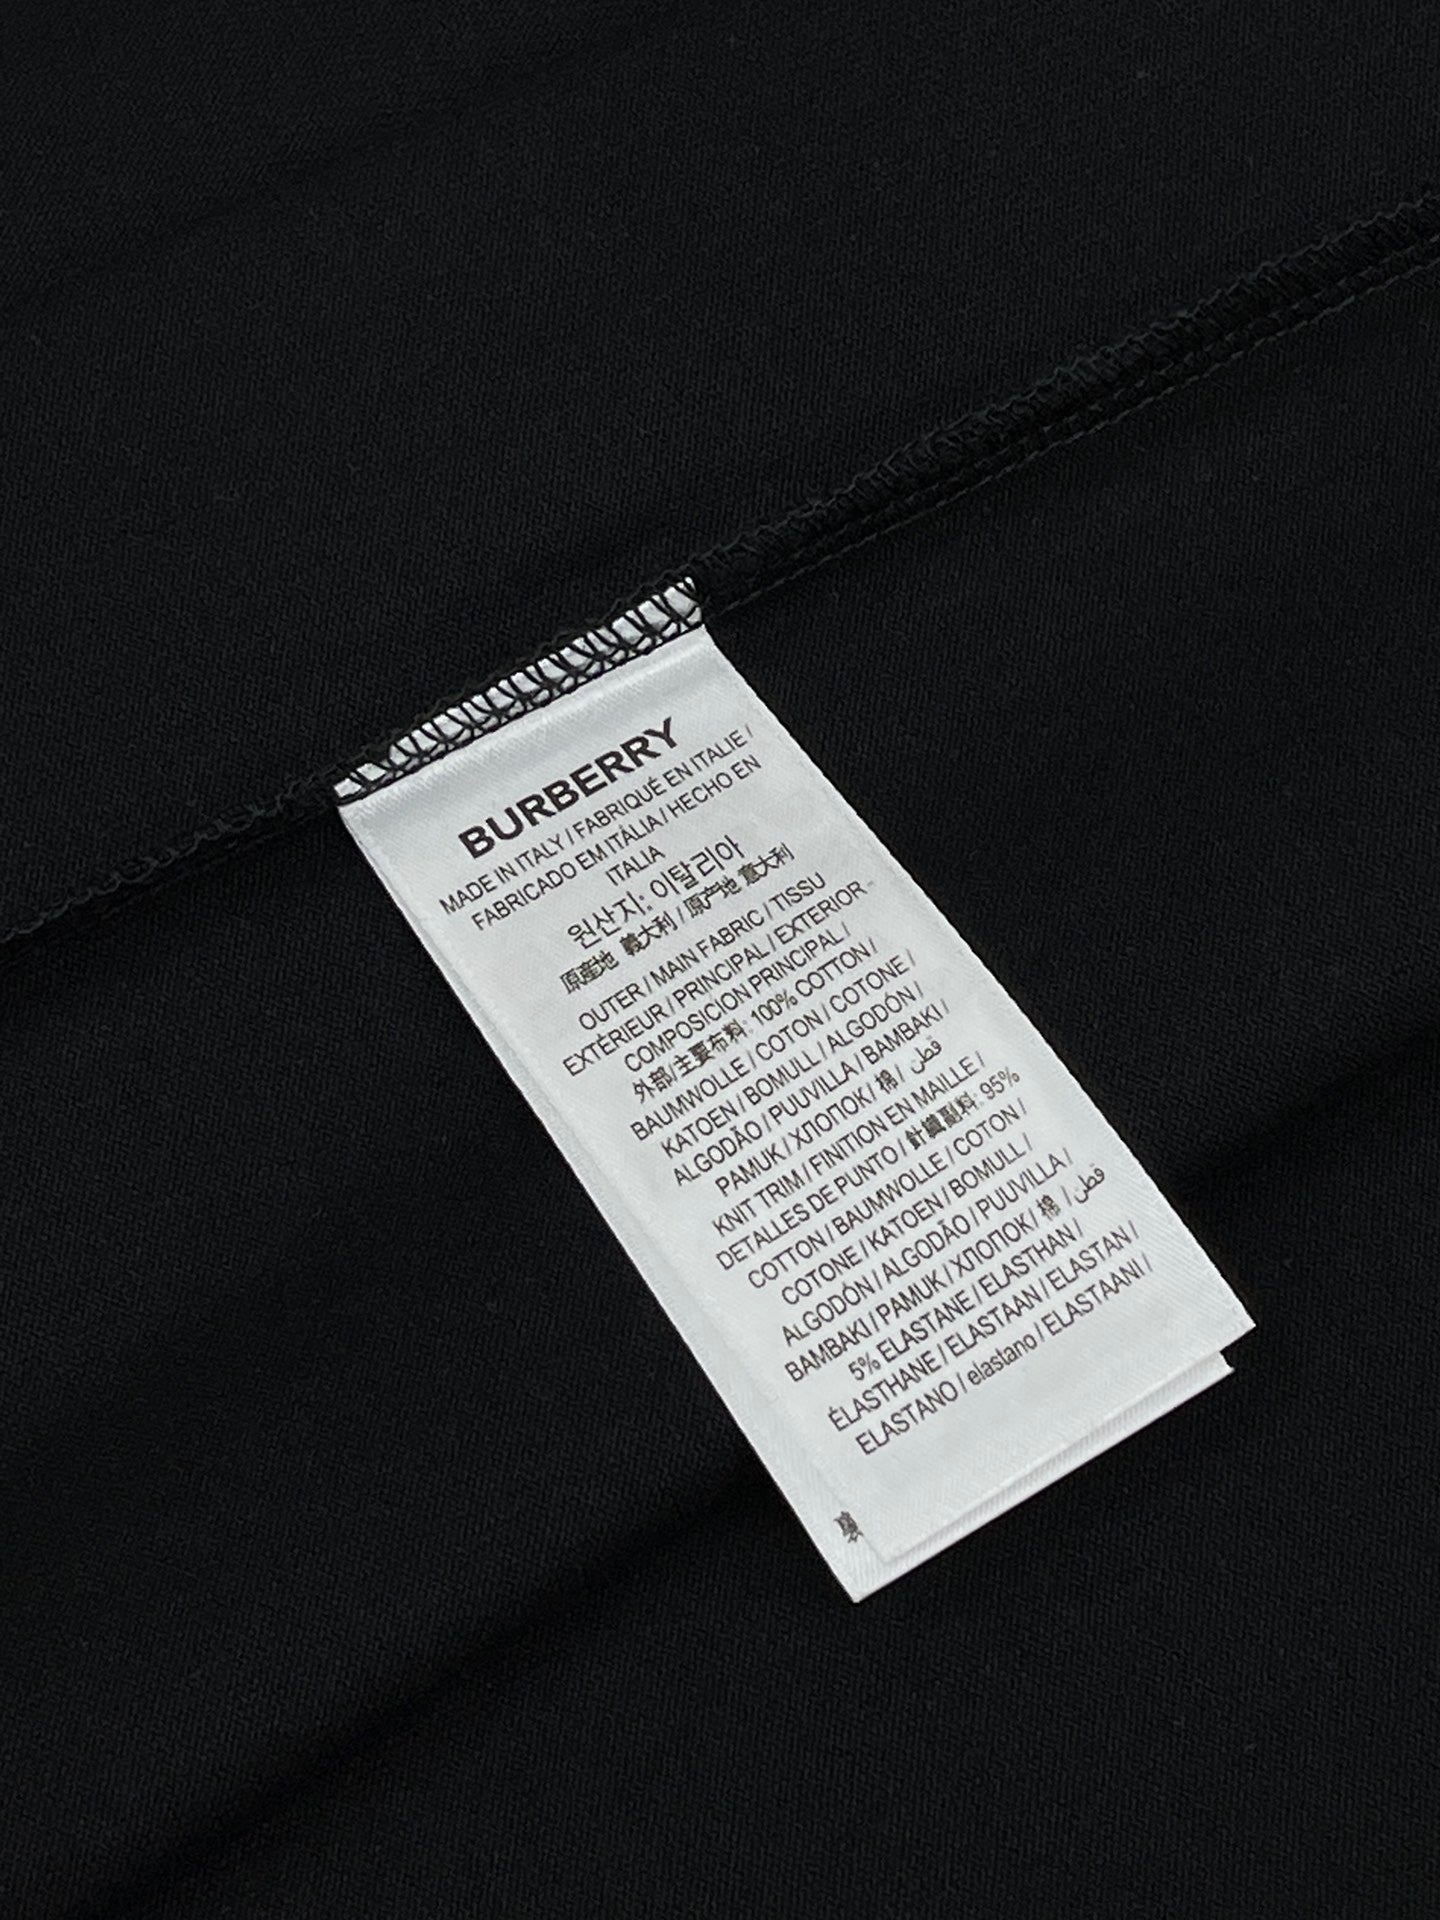 BURBERRY
MADE IN ITALY / FABRIQUÉ EN ITALIE /
FABRICADO EM ITÁLIA / HECHO EN
ITALIA
원산지: 이탈리아
原産地 義大利 / 原产地 意大利
OUTER / MAIN FABRIC / TISSU
EXTÉRIEUR / PRINCIPAL / EXTERIOR -
COMPOSICION PRINCIPAL /
外部/主要布料: 100% COTTON /
BAUMWOLLE / COTON / COTONE /
KATOEN / BOMULL / ALGODÓN /
ALGODÃO / PUUVILLA / BAMBAKI /
PAMUK / ХЛОПОК / 棉 / قطن
KNIT TRIM / FINITION EN MAILLE /
DETALLES DE PUNTO / 針織副料: 95%
COTTON / BAUMWOLLE / COTON /
COTONE / KATOEN / BOMULL /
ALGODÓN / ALGODÃO / PUUVILLA /
BAMBAKI / PAMUK / ХЛОПОК / 棉 / قطن
5% ELASTANE / ELASTHAN /
ÉLASTHANE / ELASTAAN / ELASTAN /
ELASTANO / elastano / ELASTAANI /